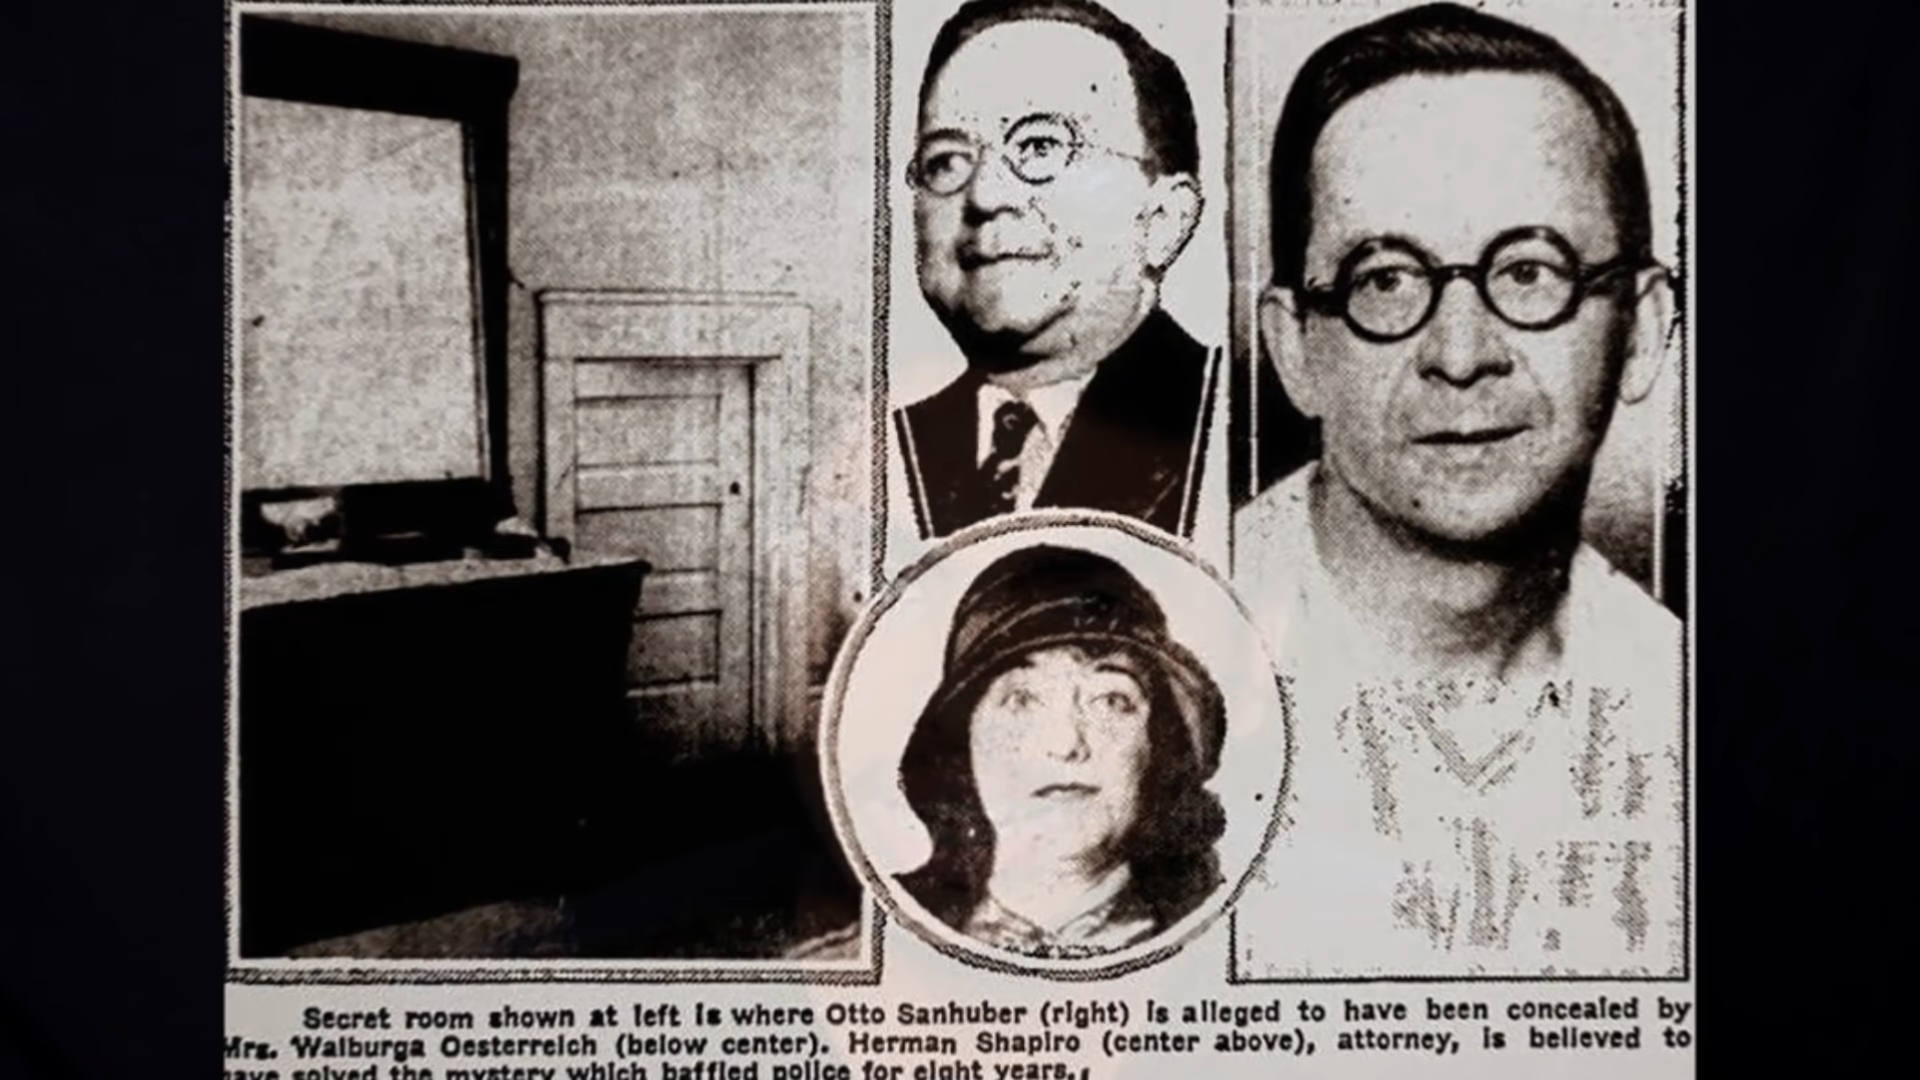 Secret room shown at left is where Otto Sanhuber (right) is alleged to have been concealed by
Mrs. Walburga Oesterreich (below center). Herman Shapiro (center above), attorney, is believed to
have solved the mystery which baffled police for eight years.